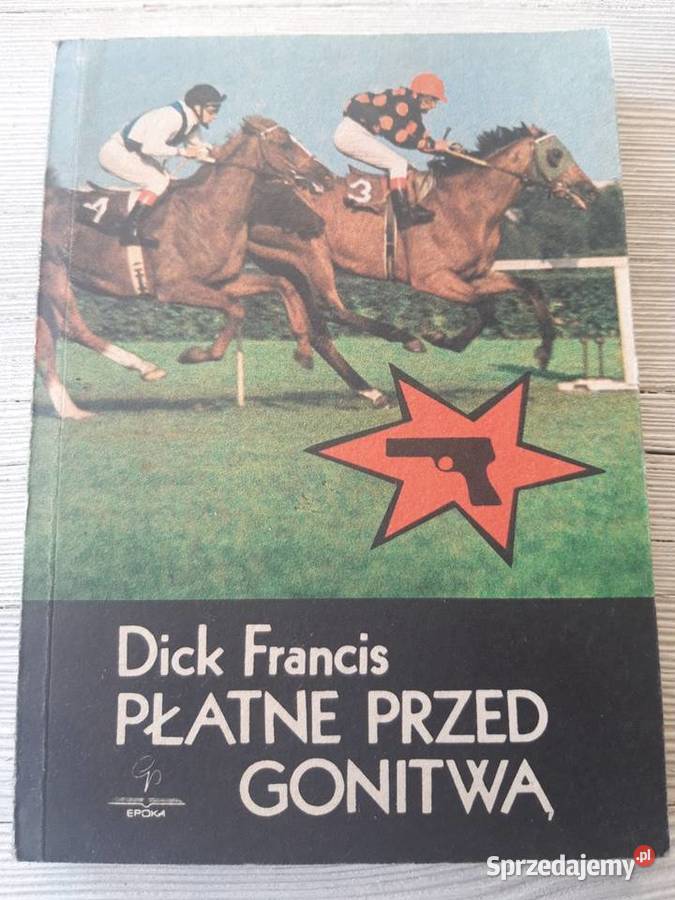 4
3
Dick Francis
PŁATNE PRZED
GONITWĄ
EPOKA
Sprzedajemy.pl